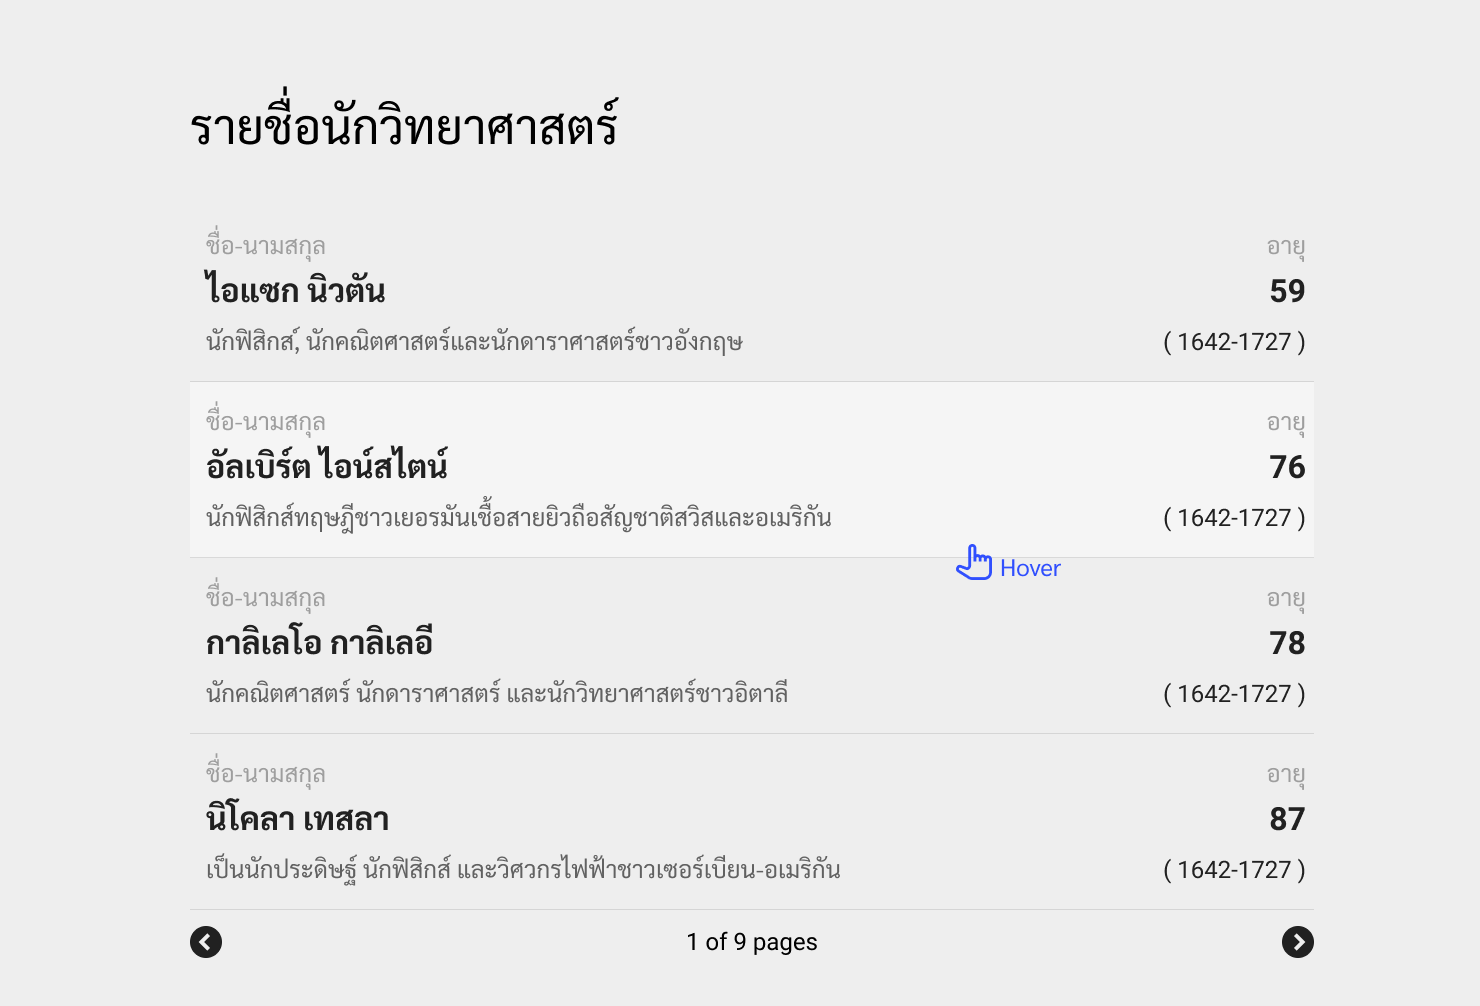 รายชื่อนักวิทยาศาสตร์
ชื่อ-นามสกุล อายุ
ไอแซก นิวตัน 59
นักฟิสิกส์, นักคณิตศาสตร์และนักดาราศาสตร์ชาวอังกฤษ ( 1642-1727 )
ชื่อ-นามสกุล อายุ
อัลเบิร์ต ไอน์สไตน์ 76
นักฟิสิกส์ทฤษฎีชาวเยอรมันเชื้อสายยิวถือสัญชาติสวิสและอเมริกัน ( 1642-1727 )
Hover
ชื่อ-นามสกุล อายุ
กาลิเลโอ กาลิเลอี 78
นักคณิตศาสตร์ นักดาราศาสตร์ และนักวิทยาศาสตร์ชาวอิตาลี ( 1642-1727 )
ชื่อ-นามสกุล อายุ
นิโคลา เทสลา 87
เป็นนักประดิษฐ์ นักฟิสิกส์ และวิศวกรไฟฟ้าชาวเซอร์เบียน-อเมริกัน ( 1642-1727 )
1 of 9 pages